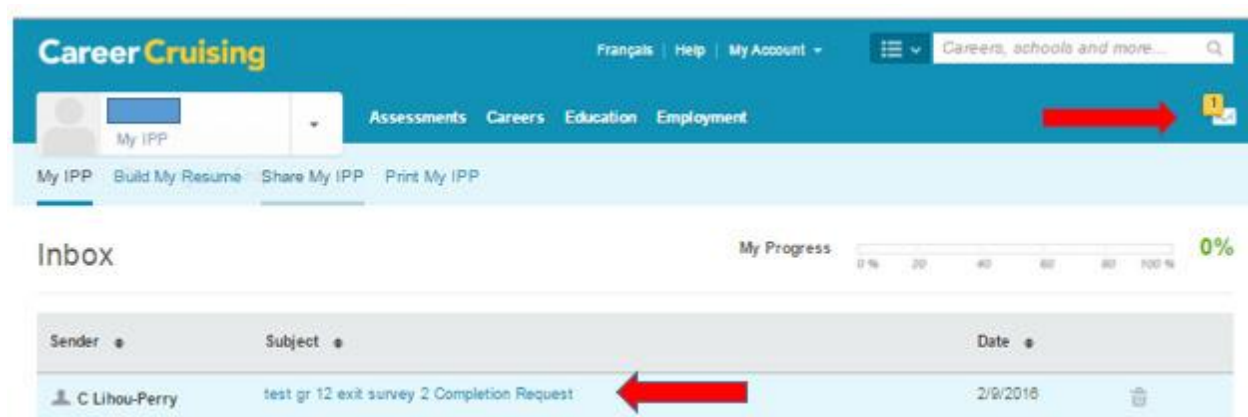 CareerCruising Français | Help | My Account Careers, schools and more...
1
My IPP Assessments Careers Education Employment
My IPP Build My Resume Share My IPP Print My IPP
Inbox My Progress 0 % 20 40 60 80 100 % 0%
Sender Subject Date
C Lihou-Perry test gr 12 exit survey 2 Completion Request 2/9/2016